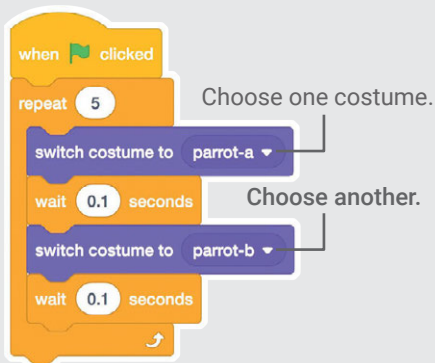 when clicked
repeat 5
Choose one costume.
switch costume to parrot-a
wait 0.1 seconds
Choose another.
switch costume to parrot-b
wait 0.1 seconds